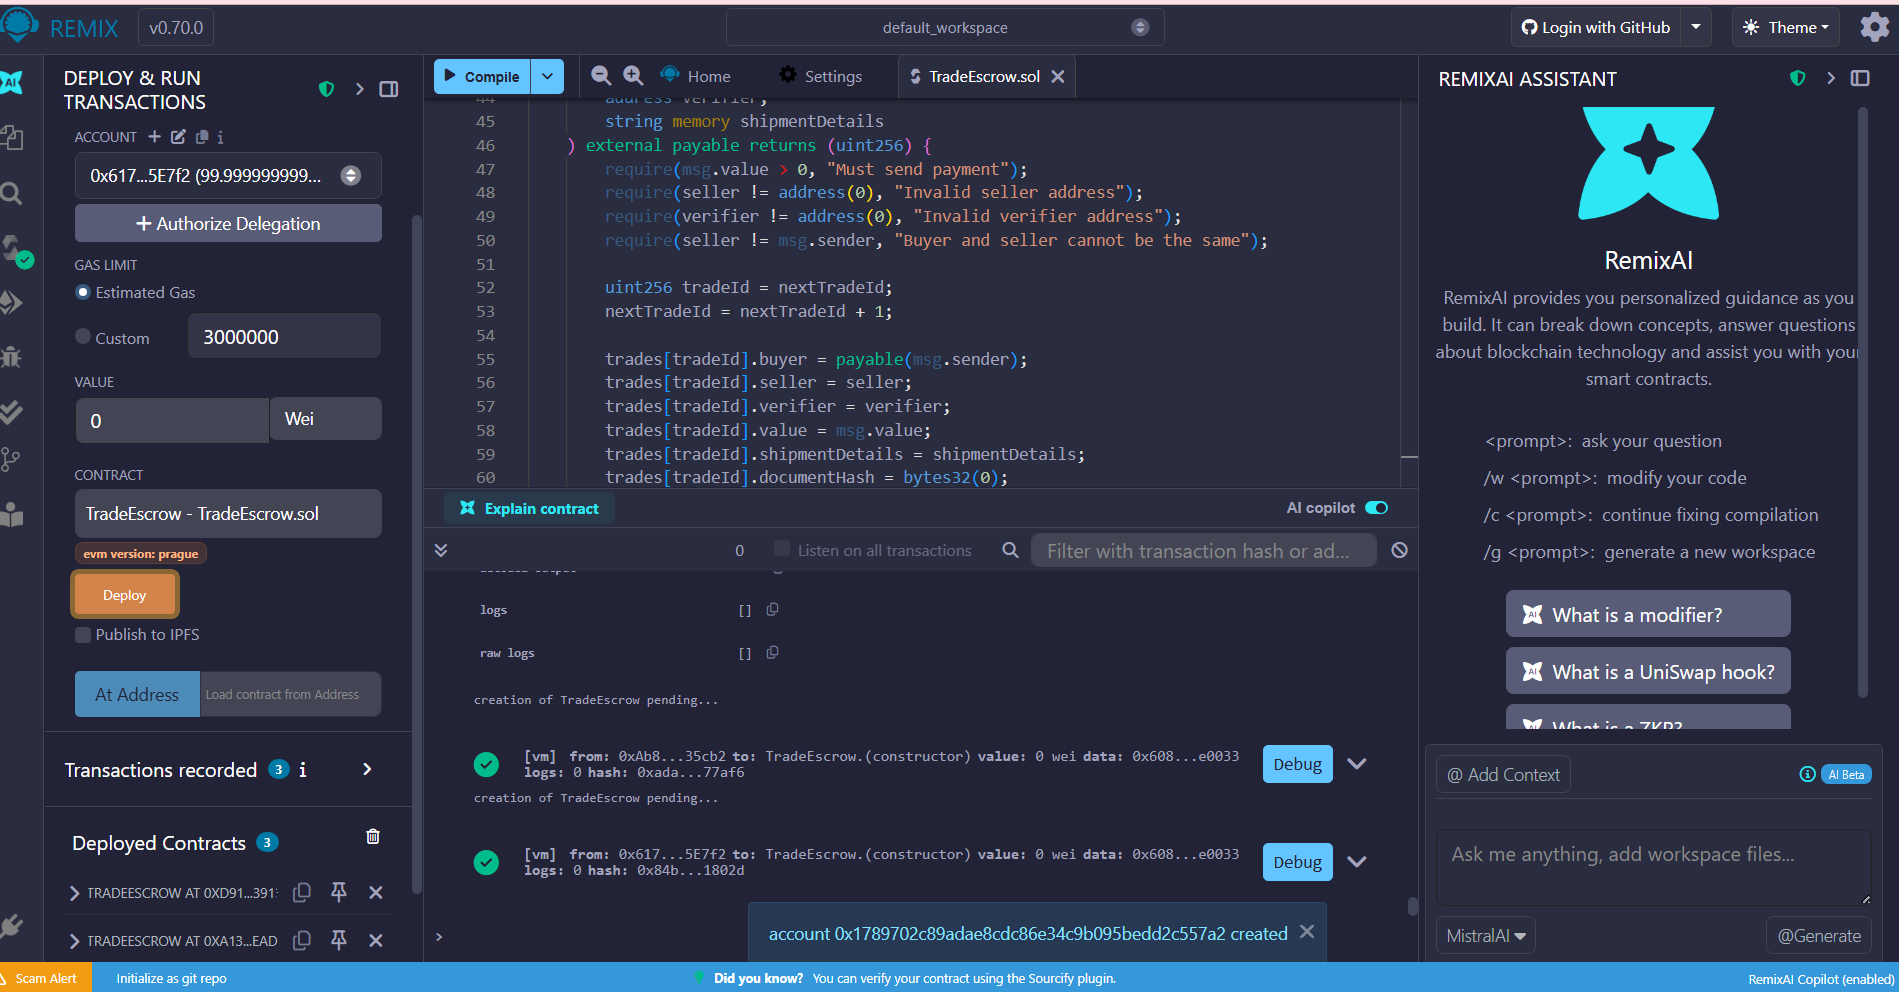 REMIX
v0.70.0
default_workspace
Login with GitHub
Theme
DEPLOY & RUN
TRANSACTIONS
ACCOUNT
0x617...5E7f2 (99.999999999...
Authorize Delegation
GAS LIMIT
Estimated Gas
Custom
3000000
VALUE
0
Wei
CONTRACT
TradeEscrow - TradeEscrow.sol
evm version: prague
Deploy
Publish to IPFS
At Address
Load contract from Address
Transactions recorded 3 i
Deployed Contracts 3
TRADEESCROW AT 0XD91...391
TRADEESCROW AT 0XA13...EAD
Compile
Home
Settings
TradeEscrow.sol
44 address verifier,
45 string memory shipmentDetails
46 ) external payable returns (uint256) {
47 require(msg.value > 0, "Must send payment");
48 require(seller != address(0), "Invalid seller address");
49 require(verifier != address(0), "Invalid verifier address");
50 require(seller != msg.sender, "Buyer and seller cannot be the same");
51
52 uint256 tradeId = nextTradeId;
53 nextTradeId = nextTradeId + 1;
54
55 trades[tradeId].buyer = payable(msg.sender);
56 trades[tradeId].seller = seller;
57 trades[tradeId].verifier = verifier;
58 trades[tradeId].value = msg.value;
59 trades[tradeId].shipmentDetails = shipmentDetails;
60 trades[tradeId].documentHash = bytes32(0);
Explain contract
AI copilot
0
Listen on all transactions
Filter with transaction hash or ad...
logs []
raw logs []
creation of TradeEscrow pending...
[vm] from: 0xAb8...35cb2 to: TradeEscrow.(constructor) value: 0 wei data: 0x608...e0033
logs: 0 hash: 0xada...77af6
Debug
creation of TradeEscrow pending...
[vm] from: 0x617...5E7f2 to: TradeEscrow.(constructor) value: 0 wei data: 0x608...e0033
logs: 0 hash: 0x84b...1802d
Debug
>
account 0x1789702c89adae8cdc86e34c9b095bedd2c557a2 created
REMIXAI ASSISTANT
RemixAI
RemixAI provides you personalized guidance as you
build. It can break down concepts, answer questions
about blockchain technology and assist you with your
smart contracts.
<prompt>: ask your question
/w <prompt>: modify your code
/c <prompt>: continue fixing compilation
/g <prompt>: generate a new workspace
AI What is a modifier?
AI What is a UniSwap hook?
What is a ZKP?
@ Add Context
AI Beta
Ask me anything, add workspace files...
MistralAI
@Generate
Scam Alert
Initialize as git repo
Did you know? You can verify your contract using the Sourcify plugin.
RemixAI Copilot (enabled)